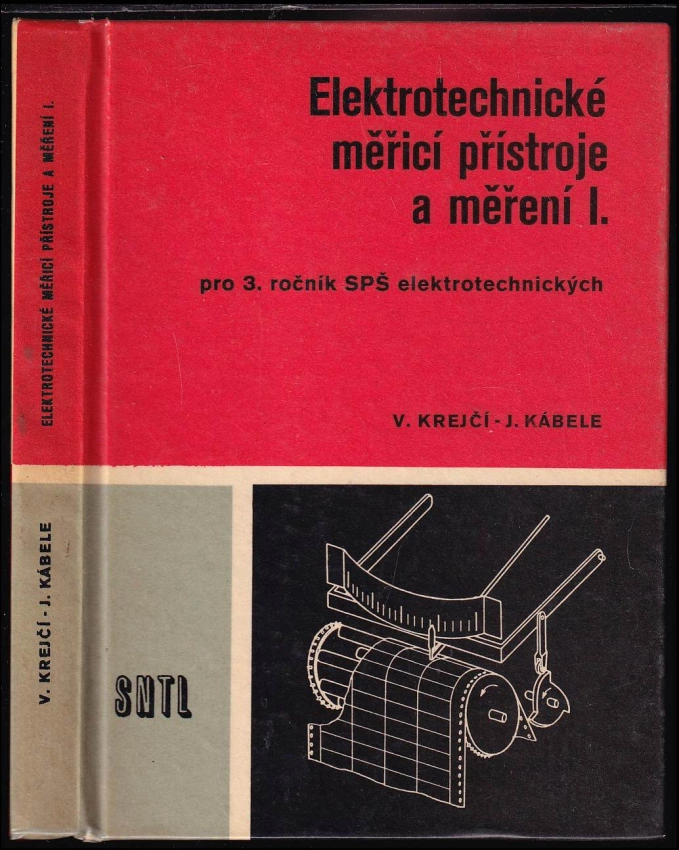 ELEKTROTECHNICKÉ MĚŘICÍ PŘÍSTROJE A MĚŘENÍ I.
V. KREJČÍ - J. KÁBELE
Elektrotechnické
měřicí přístroje
a měření I.
pro 3. ročník SPŠ elektrotechnických
V. KREJČÍ - J. KÁBELE
SNTL